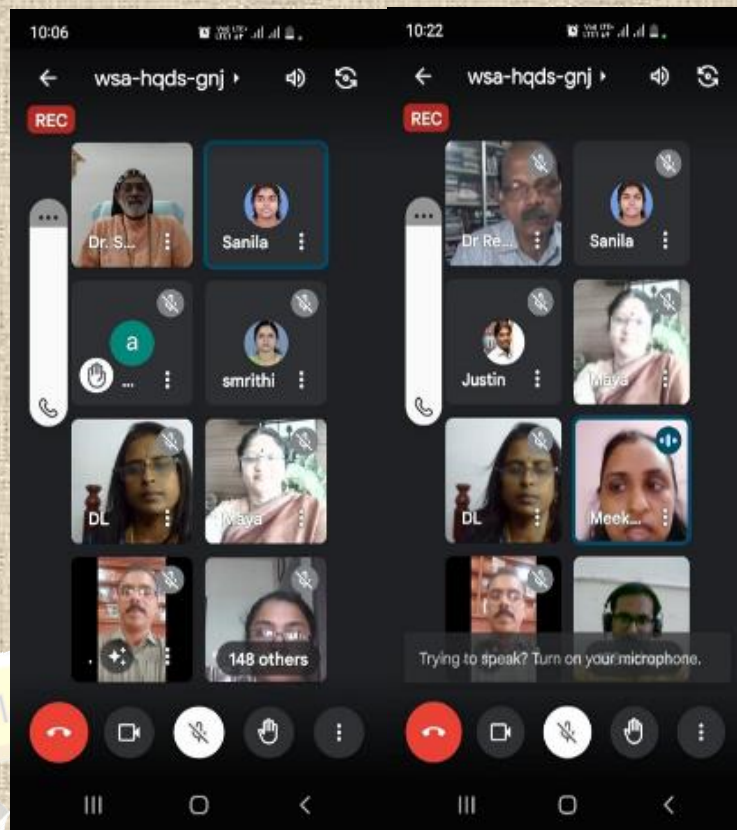 10:06
wsa-hqds-gnj
REC
Dr. S...
Sanila
a
...
smrithi
DL
Maya
148 others
10:22
wsa-hqds-gnj
REC
Dr Re...
Sanila
Justin
Maya
DL
Meek...
Trying to speak? Turn on your microphone.